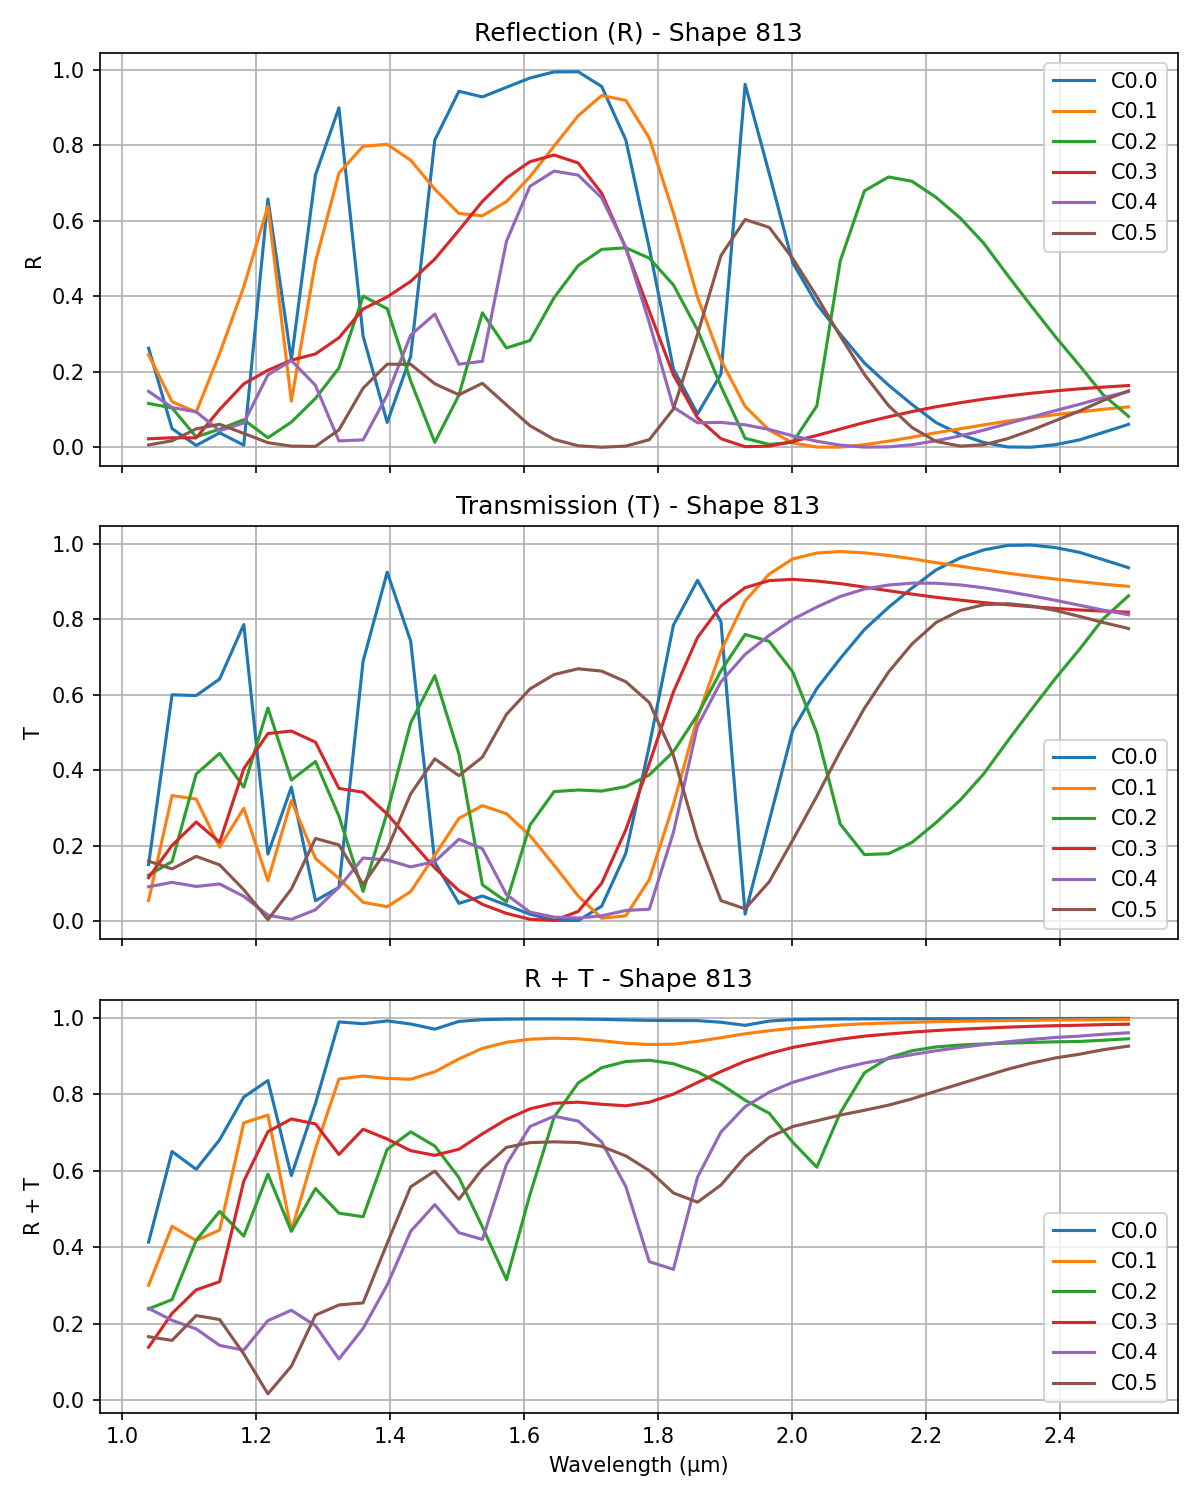 Reflection (R) - Shape 813
1.0
0.8
0.6
0.4
0.2
0.0
R
C0.0
C0.1
C0.2
C0.3
C0.4
C0.5
Transmission (T) - Shape 813
1.0
0.8
0.6
0.4
0.2
0.0
T
C0.0
C0.1
C0.2
C0.3
C0.4
C0.5
R + T - Shape 813
1.0
0.8
0.6
0.4
0.2
0.0
R + T
C0.0
C0.1
C0.2
C0.3
C0.4
C0.5
1.0 1.2 1.4 1.6 1.8 2.0 2.2 2.4
Wavelength (μm)